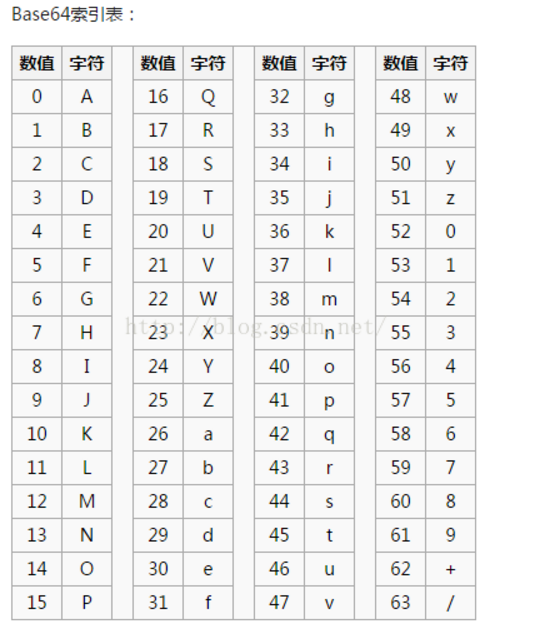 Base64索引表：
数值 字符 数值 字符 数值 字符 数值 字符
0 A 16 Q 32 g 48 w
1 B 17 R 33 h 49 x
2 C 18 S 34 i 50 y
3 D 19 T 35 j 51 z
4 E 20 U 36 k 52 0
5 F 21 V 37 l 53 1
6 G 22 W 38 m 54 2
7 H 23 X 39 n 55 3
http://blog.csdn.net/
8 I 24 Y 40 o 56 4
9 J 25 Z 41 p 57 5
10 K 26 a 42 q 58 6
11 L 27 b 43 r 59 7
12 M 28 c 44 s 60 8
13 N 29 d 45 t 61 9
14 O 30 e 46 u 62 +
15 P 31 f 47 v 63 /